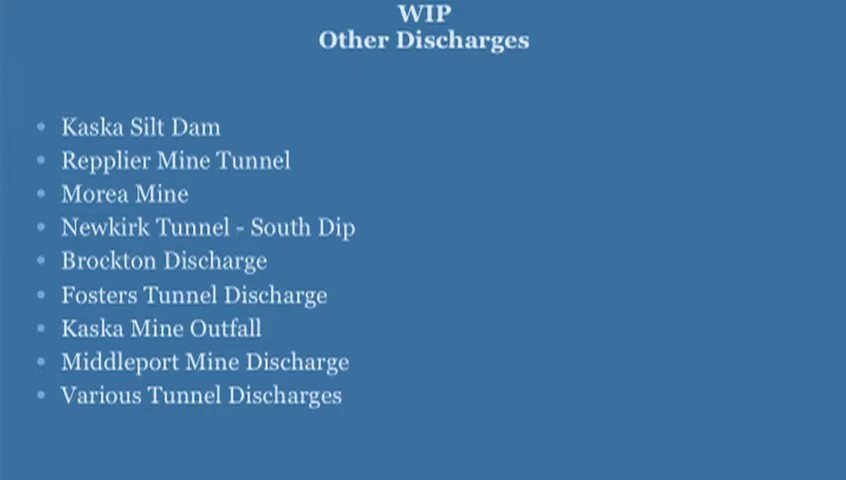 WIP
Other Discharges
• Kaska Silt Dam
• Repplier Mine Tunnel
• Morea Mine
• Newkirk Tunnel - South Dip
• Brockton Discharge
• Fosters Tunnel Discharge
• Kaska Mine Outfall
• Middleport Mine Discharge
• Various Tunnel Discharges